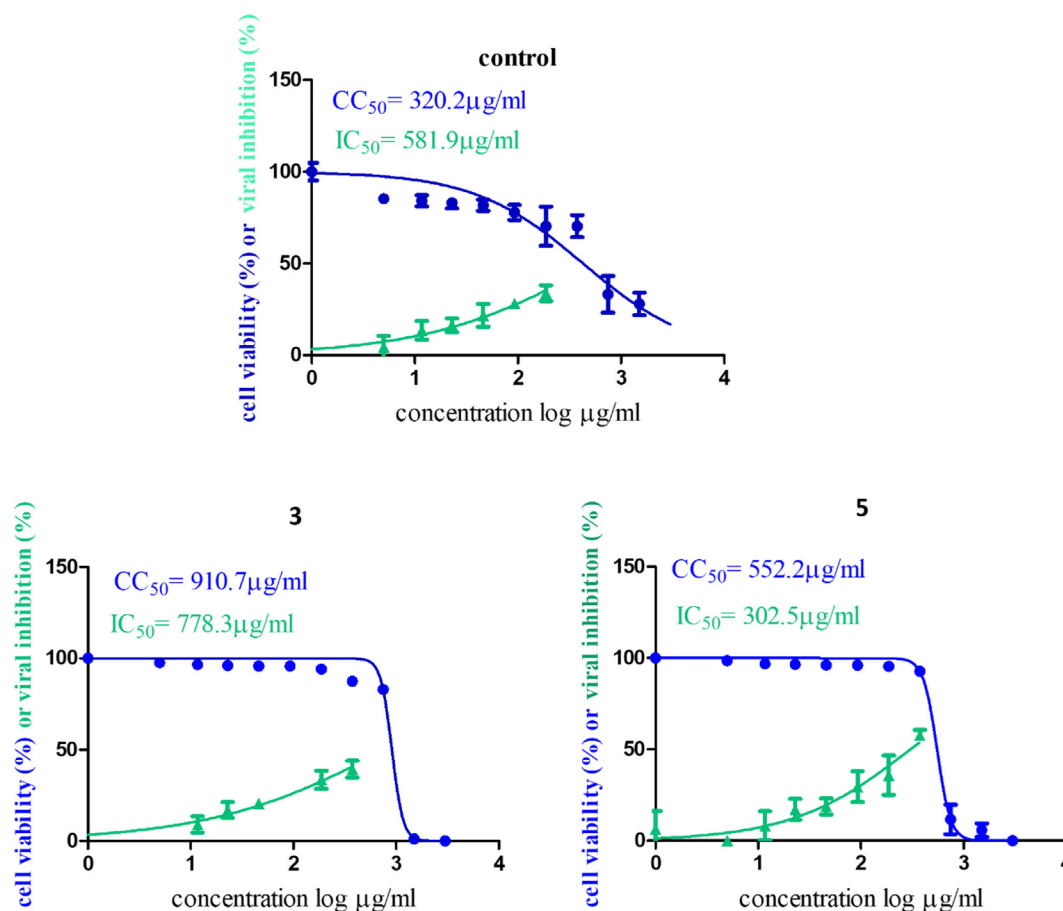 control
cell viability (%) or viral inhibition (%)
150
100
50
0
CC50= 320.2µg/ml
IC50= 581.9µg/ml
0 1 2 3 4
concentration log µg/ml
3
cell viability (%) or viral inhibition (%)
150
100
50
0
CC50= 910.7µg/ml
IC50= 778.3µg/ml
0 1 2 3 4
concentration log µg/ml
5
cell viability (%) or viral inhibition (%)
150
100
50
0
CC50= 552.2µg/ml
IC50= 302.5µg/ml
0 1 2 3 4
concentration log µg/ml